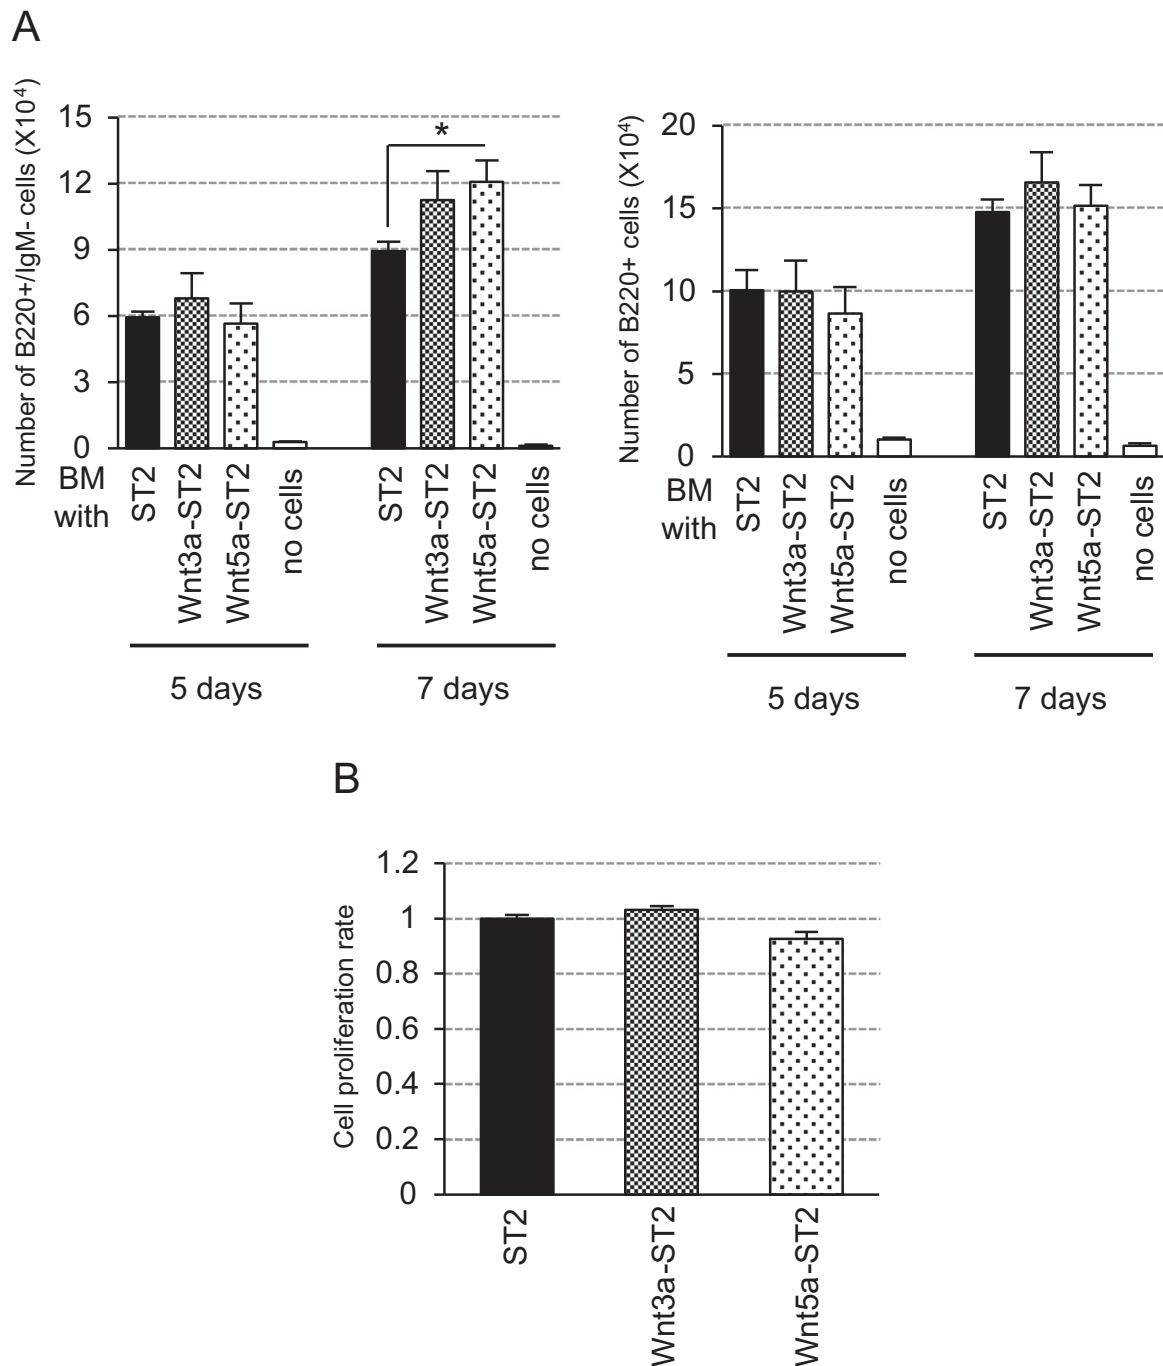 A
Number of B220+/IgM- cells (X10⁴)
15
12
9
6
3
0
*
BM
with
ST2
Wnt3a-ST2
Wnt5a-ST2
no cells
ST2
Wnt3a-ST2
Wnt5a-ST2
no cells
5 days
7 days
Number of B220+ cells (X10⁴)
20
15
10
5
0
BM
with
ST2
Wnt3a-ST2
Wnt5a-ST2
no cells
ST2
Wnt3a-ST2
Wnt5a-ST2
no cells
5 days
7 days
B
Cell proliferation rate
1.2
1
0.8
0.6
0.4
0.2
0
ST2
Wnt3a-ST2
Wnt5a-ST2